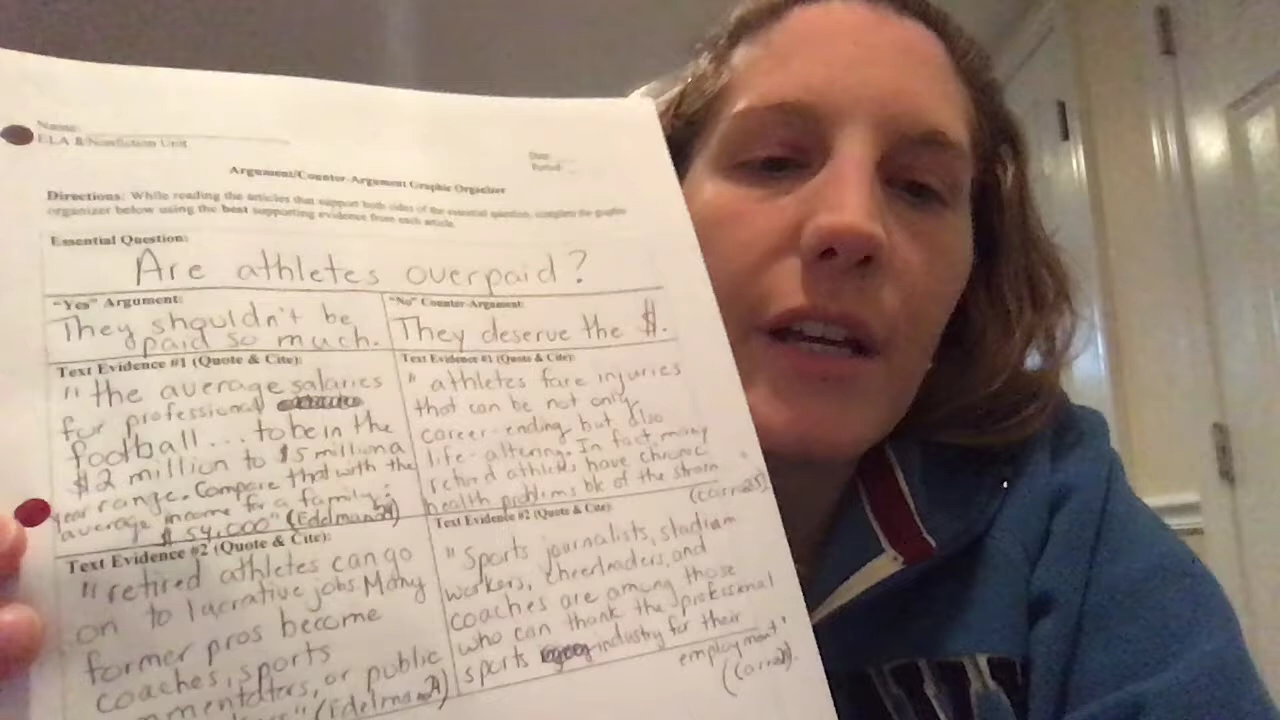 Name:
ELA 8/Nonfiction Unit
Date:
Period:
Argument/Counter-Argument Graphic Organizer
Directions: While reading the articles that support both sides of the essential question, complete the graphic
organizer below using the best supporting evidence from each article.
Essential Question:
Are athletes overpaid?
"Yes" Argument:
They shouldn't be
paid so much.
"No" Counter-Argument:
They deserve the $.
Text Evidence #1 (Quote & Cite):
"the average salaries
for professional
football... to be in the
$2 million to $5 million a
year range. Compare that with the
average income for a family:
$54,000" (Edelman 24)
Text Evidence #1 (Quote & Cite):
"athletes face injuries
that can be not only
career-ending but also
life-altering. In fact, many
retired athletes have chronic
health problems bk of the strain"
(Carr 25).
Text Evidence #2 (Quote & Cite):
"retired athletes can go
on to lucrative jobs. Many
former pros become
coaches, sports
mmentators, or public
(Edelman 24)
Text Evidence #2 (Quote & Cite):
"Sports journalists, stadium
workers, cheerleaders, and
coaches are among those
who can thank the professional
sports industry for their
employment"
(Carr 25).